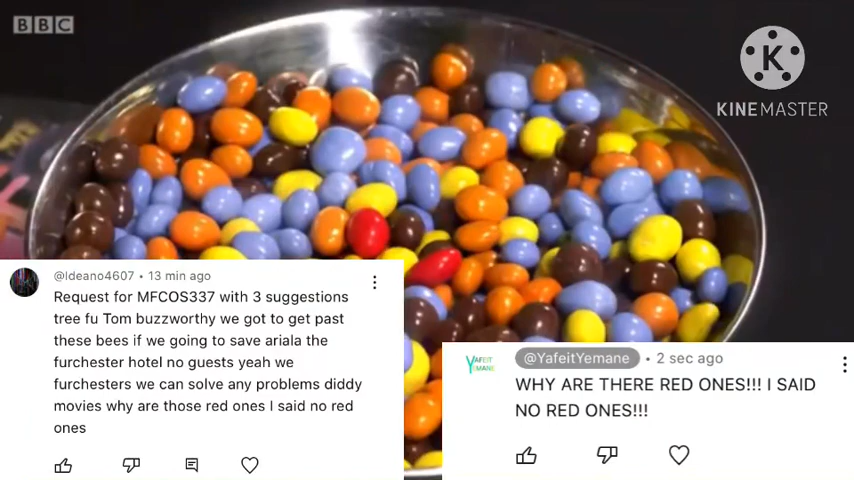 BBC
K
KINEMASTER
@Ideano4607 • 13 min ago
Request for MFCOS337 with 3 suggestions
tree fu Tom buzzworthy we got to get past
these bees if we going to save ariala the
furchester hotel no guests yeah we
furchesters we can solve any problems diddy
movies why are those red ones I said no red
ones
YAFEIT
YEMANE
@YafeitYemane • 2 sec ago
WHY ARE THERE RED ONES!!! I SAID
NO RED ONES!!!